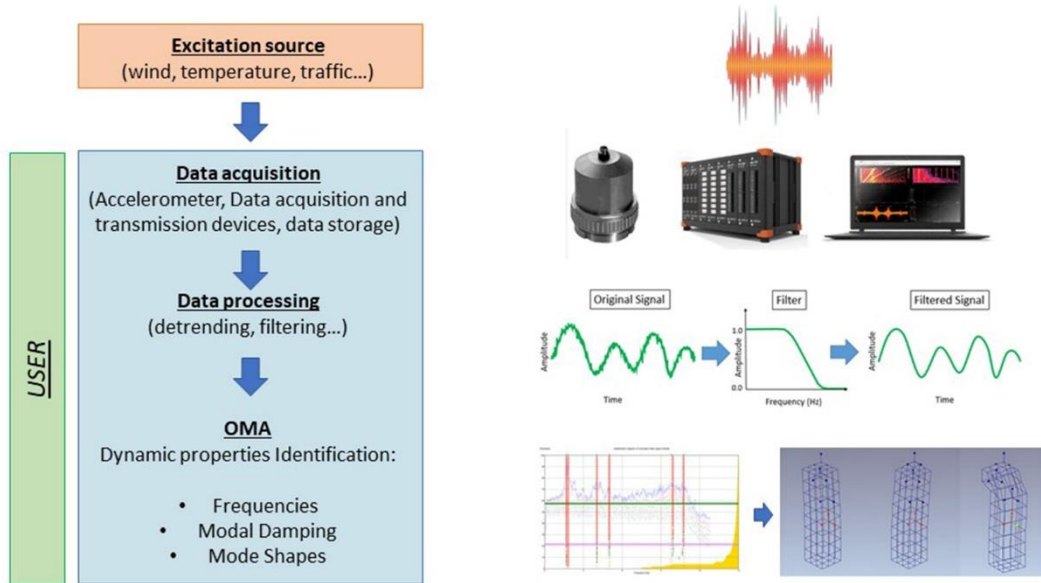 Excitation source
(wind, temperature, traffic...)
USER
Data acquisition
(Accelerometer, Data acquisition and
transmission devices, data storage)
Data processing
(detrending, filtering...)
OMA
Dynamic properties Identification:
• Frequencies
• Modal Damping
• Mode Shapes
Original Signal
Amplitude
Time
Filter
1.0
Amplitude
0.0
Frequency (Hz)
Filtered Signal
Amplitude
Time